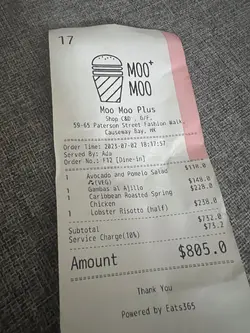 17
MOO+
MOO
Moo Moo Plus
Shop C&D , G/F,
59-65 Paterson Street Fashion Walk,
Causeway Bay, HK
Order Time: 2023-07-02 18:37:57
Served By: Ada
Order No.: F12 [Dine-in]
1 Avocado and Pomelo Salad $118.0
(VEG)
1 Gambas al Ajillo $148.0
1 Caribbean Roasted Spring $228.0
Chicken
1 Lobster Risotto (half) $238.0
Subtotal $732.0
Service Charge(10%) $73.2
Amount $805.0
Thank You
Powered by Eats365